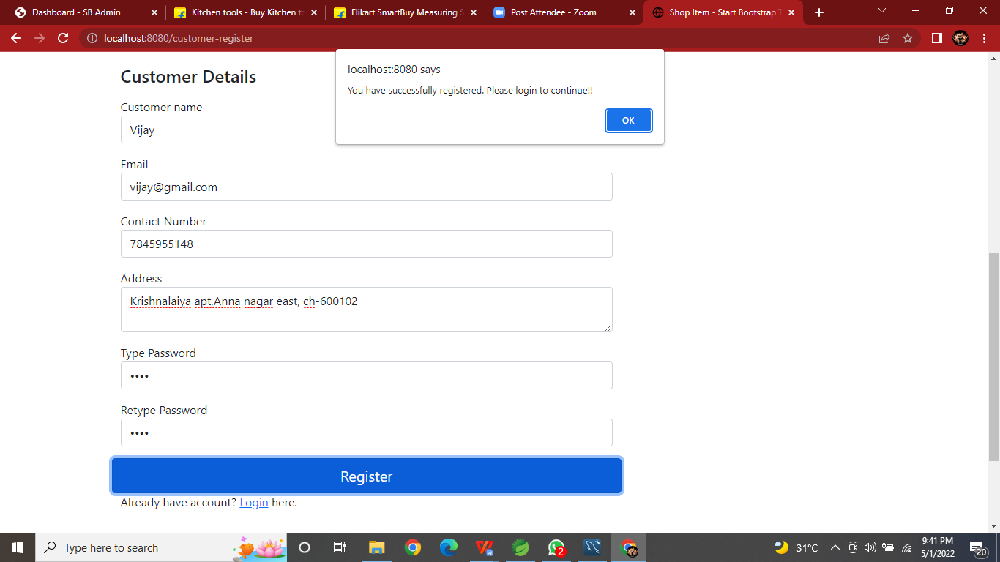 Dashboard - SB Admin
Kitchen tools - Buy Kitchen to
Flikart SmartBuy Measuring S
Post Attendee - Zoom
Shop Item - Start Bootstrap T
localhost:8080/customer-register
localhost:8080 says
You have successfully registered. Please login to continue!!
OK
Customer Details
Customer name
Vijay
Email
vijay@gmail.com
Contact Number
7845955148
Address
Krishnalaiya apt,Anna nagar east, ch-600102
Type Password
••••
Retype Password
••••
Register
Already have account? Login here.
Type here to search
2
31°C
9:41 PM
5/1/2022
20